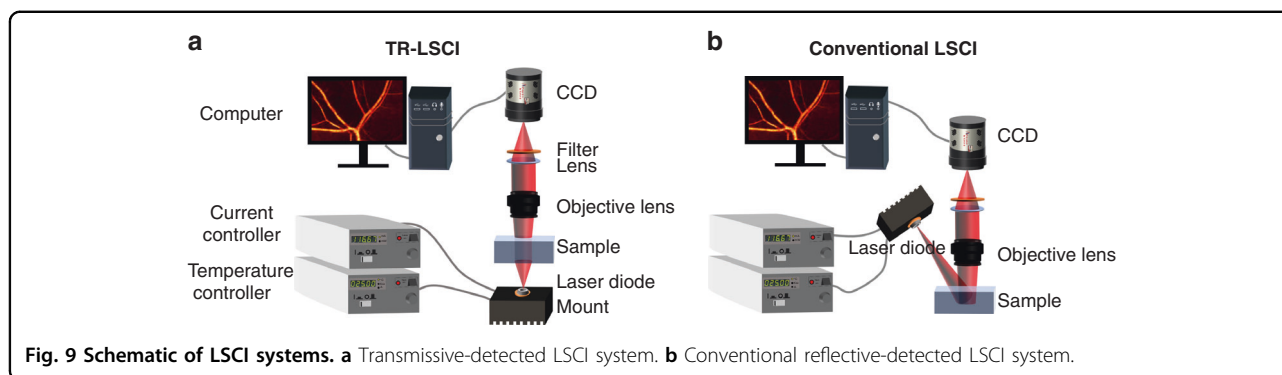 a
TR-LSCI
Computer
CCD
Filter
Lens
Objective lens
Current
controller
Sample
Temperature
controller
Laser diode
Mount
b
Conventional LSCI
CCD
Laser diode
Objective lens
Sample
Fig. 9 Schematic of LSCI systems. a Transmissive-detected LSCI system. b Conventional reflective-detected LSCI system.